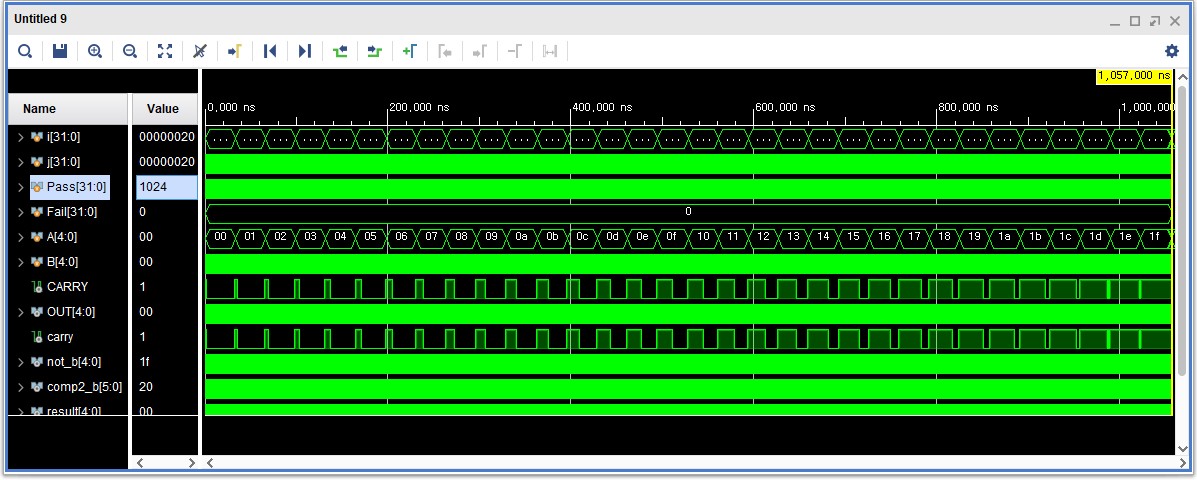 Untitled 9
1,057,000 ns
Name Value 0,000 ns 200,000 ns 400,000 ns 600,000 ns 800,000 ns 1,000,000
i[31:0] 00000020
j[31:0] 00000020
Pass[31:0] 1024
Fail[31:0] 0 0
A[4:0] 00 00 01 02 03 04 05 06 07 08 09 0a 0b 0c 0d 0e 0f 10 11 12 13 14 15 16 17 18 19 1a 1b 1c 1d 1e 1f
B[4:0] 00
CARRY 1
OUT[4:0] 00
carry 1
not_b[4:0] 1f
comp2_b[5:0] 20
result[4:0] 00